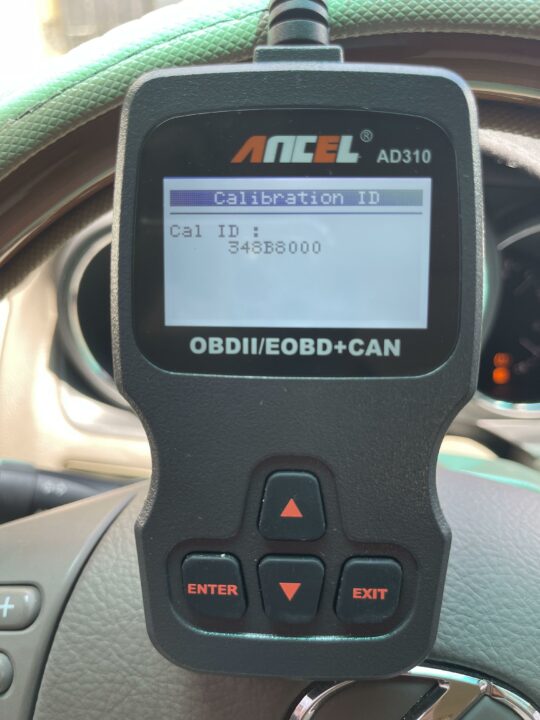 ANCEL® AD310
Calibration ID
Cal ID :
348B8000
OBDII/EOBD+CAN
ENTER
EXIT
+